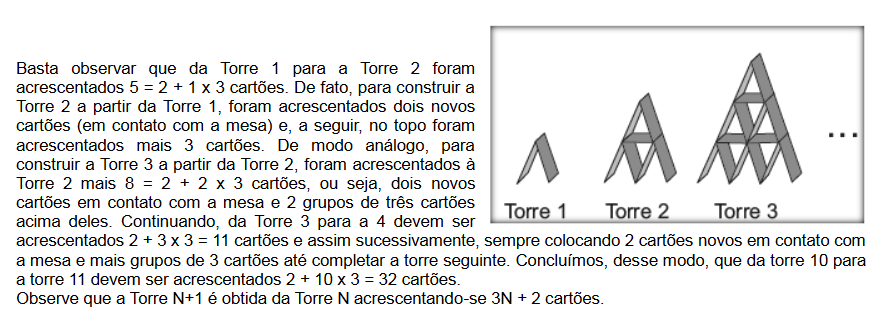 Basta observar que da Torre 1 para a Torre 2 foram
acrescentados 5 = 2 + 1 x 3 cartões. De fato, para construir a
Torre 2 a partir da Torre 1, foram acrescentados dois novos
cartões (em contato com a mesa) e, a seguir, no topo foram
acrescentados mais 3 cartões. De modo análogo, para
construir a Torre 3 a partir da Torre 2, foram acrescentados à
Torre 2 mais 8 = 2 + 2 x 3 cartões, ou seja, dois novos
cartões em contato com a mesa e 2 grupos de três cartões
acima deles. Continuando, da Torre 3 para a 4 devem ser
acrescentados 2 + 3 x 3 = 11 cartões e assim sucessivamente, sempre colocando 2 cartões novos em contato com
a mesa e mais grupos de 3 cartões até completar a torre seguinte. Concluímos, desse modo, que da torre 10 para
a torre 11 devem ser acrescentados 2 + 10 x 3 = 32 cartões.
Observe que a Torre N+1 é obtida da Torre N acrescentando-se 3N + 2 cartões.
...
Torre 1 Torre 2 Torre 3